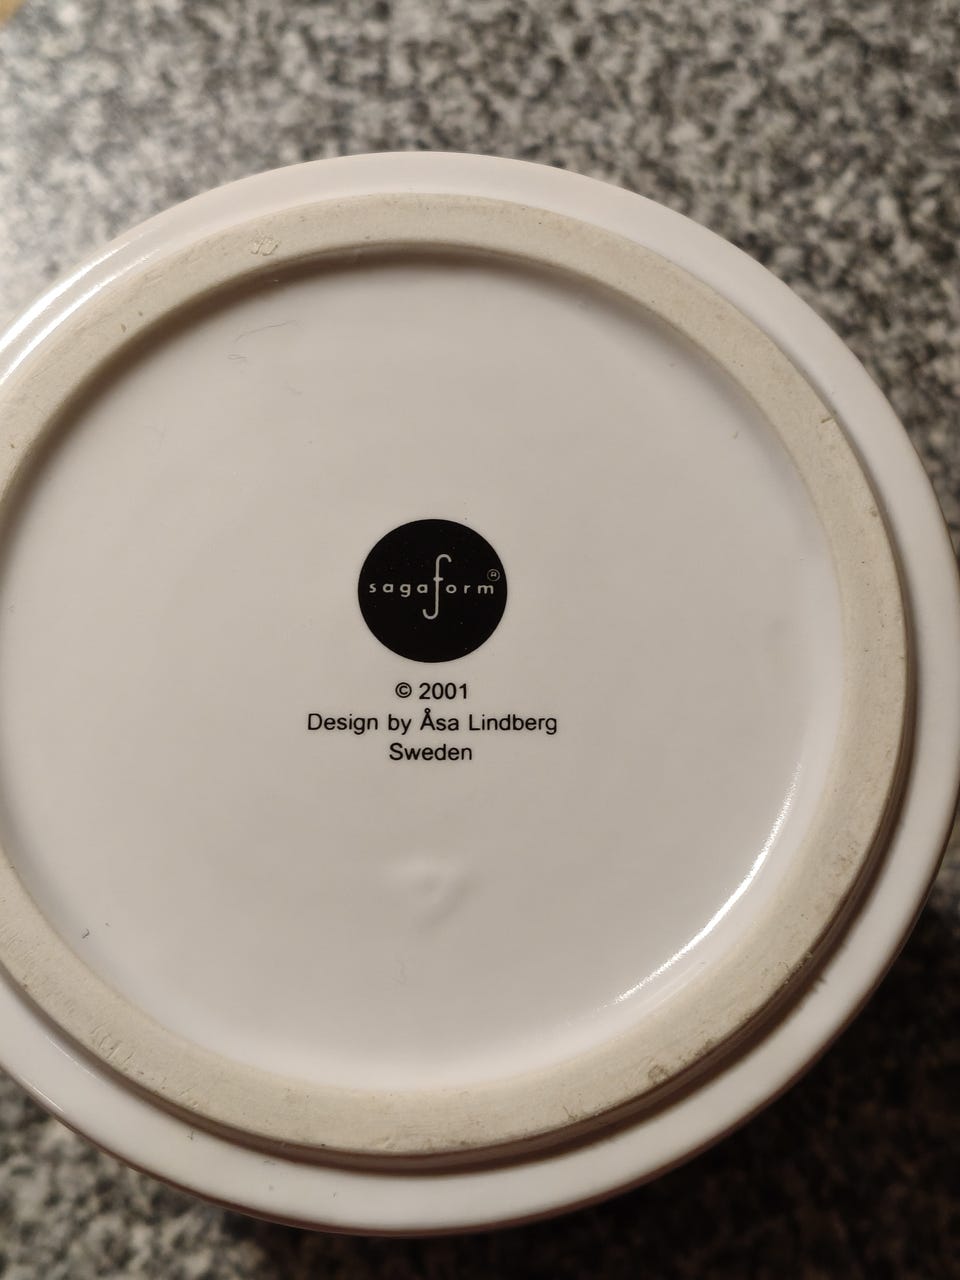 sagaform®
© 2001
Design by Åsa Lindberg
Sweden